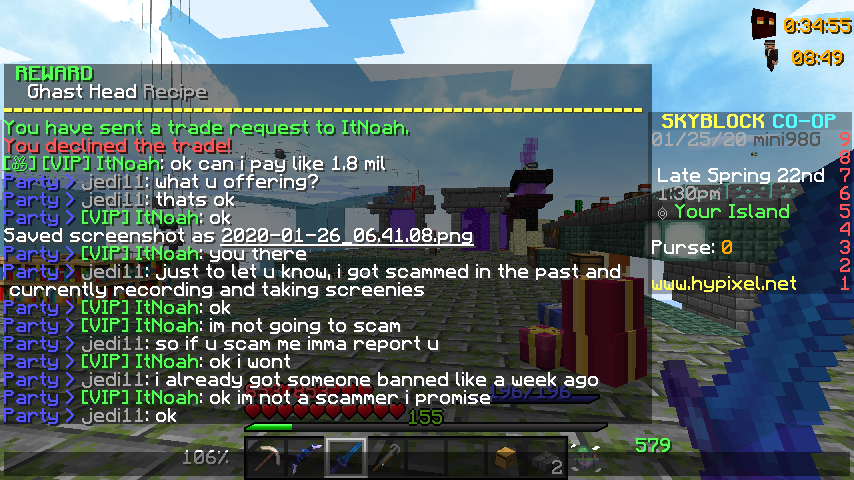 0:34:55
08:49
REWARD
Ghast Head Recipe
You have sent a trade request to ItNoah.
You declined the trade!
[VIP] ItNoah: ok can i pay like 1.8 mil
Party > jedi11: what u offering?
Party > jedi11: thats ok
Party > [VIP] ItNoah: ok
Saved screenshot as 2020-01-26_06.41.08.png
Party > [VIP] ItNoah: you there
Party > jedi11: just to let u know, i got scammed in the past and
currently recording and taking screenies
Party > [VIP] ItNoah: ok
Party > [VIP] ItNoah: im not going to scam
Party > jedi11: so if u scam me imma report u
Party > [VIP] ItNoah: ok i wont
Party > jedi11: i already got someone banned like a week ago
Party > [VIP] ItNoah: ok im not a scammer i promise
Party > jedi11: ok
SKYBLOCK CO-OP
01/25/20 mini98G 9
8
Late Spring 22nd 7
1:30pm 6
Your Island 5
4
Purse: 0 3
2
www.hypixel.net 1
196/196
155
106%
2
579